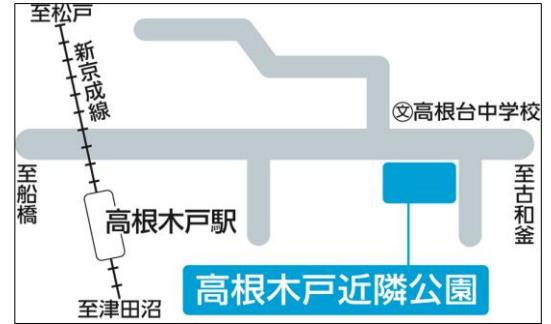 至松戸
新京成線
㊛高根台中学校
至船橋
至古和釜
高根木戸駅
高根木戸近隣公園
至津田沼